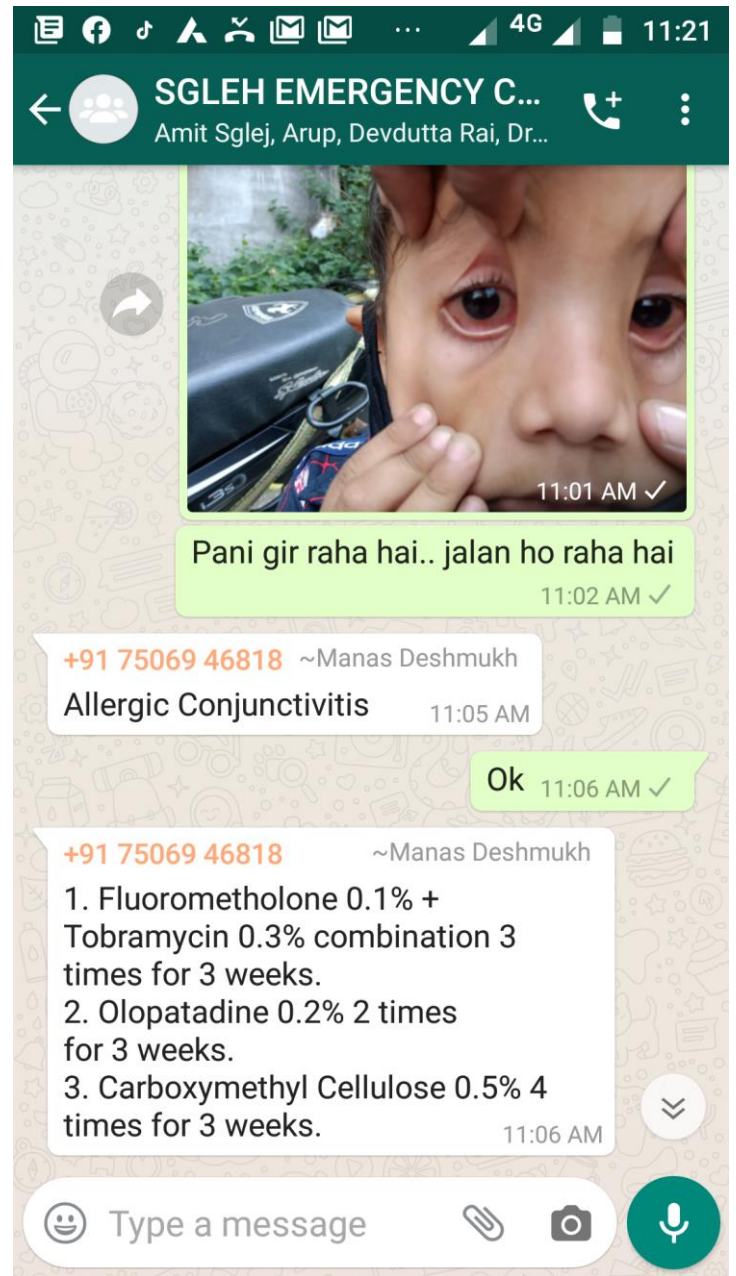 4G 11:21
SGLEH EMERGENCY C...
Amit Sglej, Arup, Devdutta Rai, Dr...
11:01 AM
Pani gir raha hai.. jalan ho raha hai
11:02 AM
+91 75069 46818 ~Manas Deshmukh
Allergic Conjunctivitis 11:05 AM
Ok 11:06 AM
+91 75069 46818 ~Manas Deshmukh
1. Fluorometholone 0.1% +
Tobramycin 0.3% combination 3
times for 3 weeks.
2. Olopatadine 0.2% 2 times
for 3 weeks.
3. Carboxymethyl Cellulose 0.5% 4
times for 3 weeks. 11:06 AM
Type a message